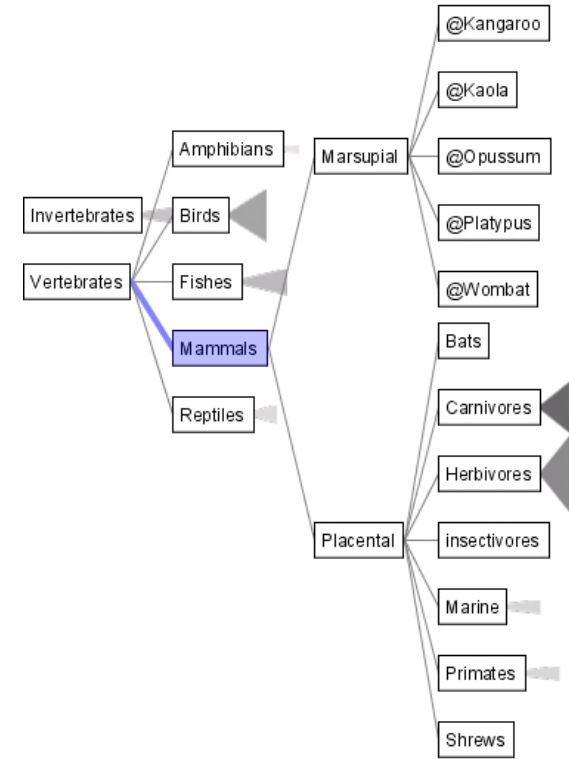 Invertebrates
Vertebrates
Amphibians
Birds
Fishes
Mammals
Reptiles
Marsupial
Placental
@Kangaroo
@Kaola
@Opussum
@Platypus
@Wombat
Bats
Carnivores
Herbivores
insectivores
Marine
Primates
Shrews